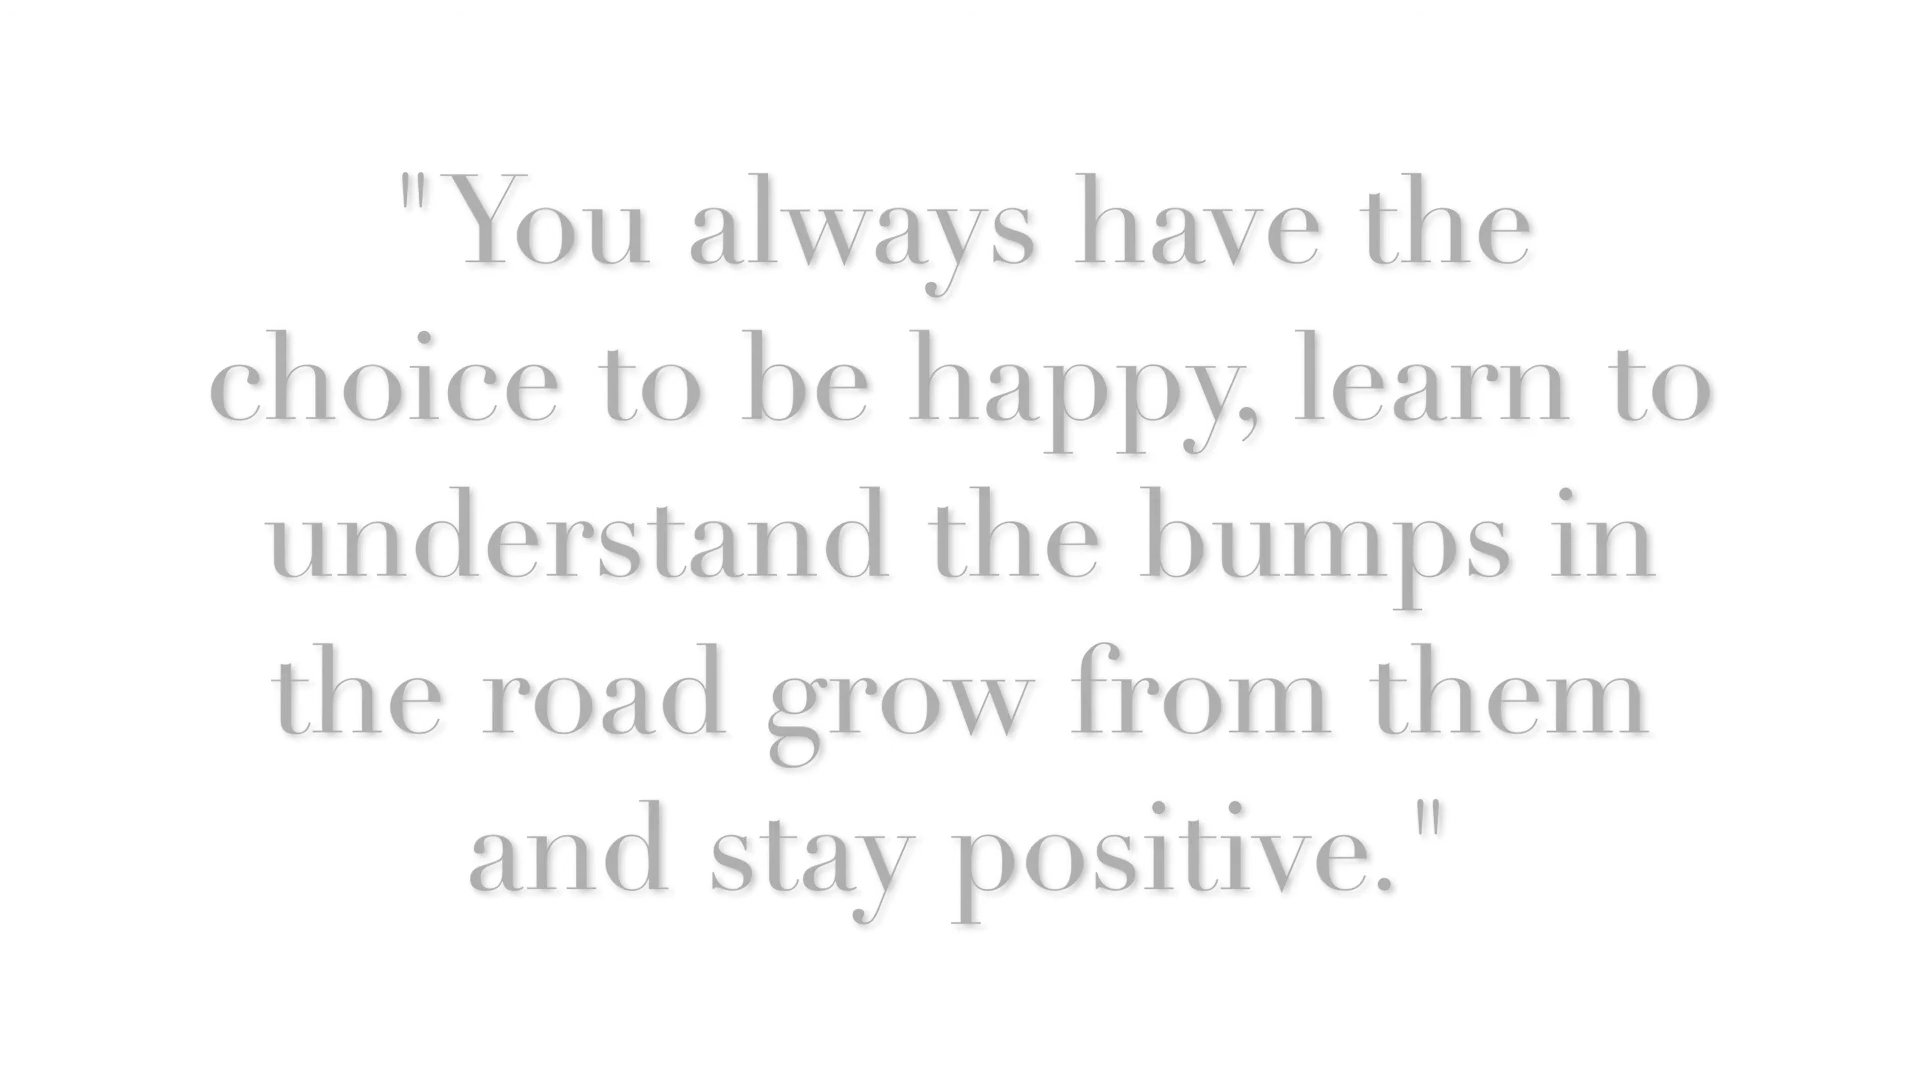 "You always have the
choice to be happy, learn to
understand the bumps in
the road grow from them
and stay positive."